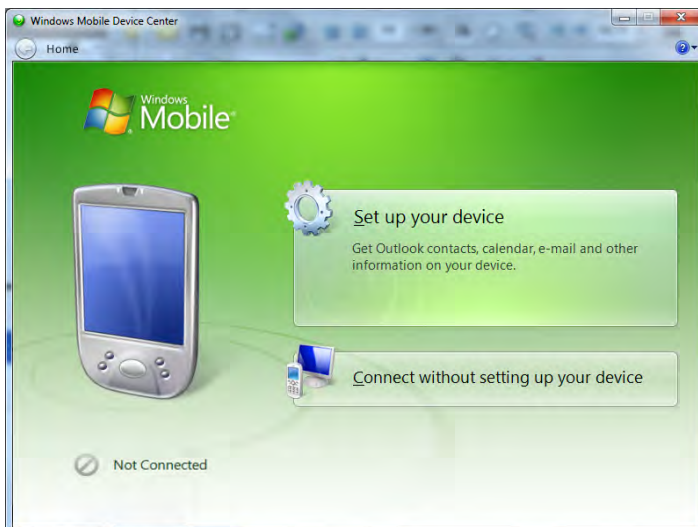 Windows Mobile Device Center
Home
Windows
Mobile®
Set up your device
Get Outlook contacts, calendar, e-mail and other
information on your device.
Connect without setting up your device
Not Connected